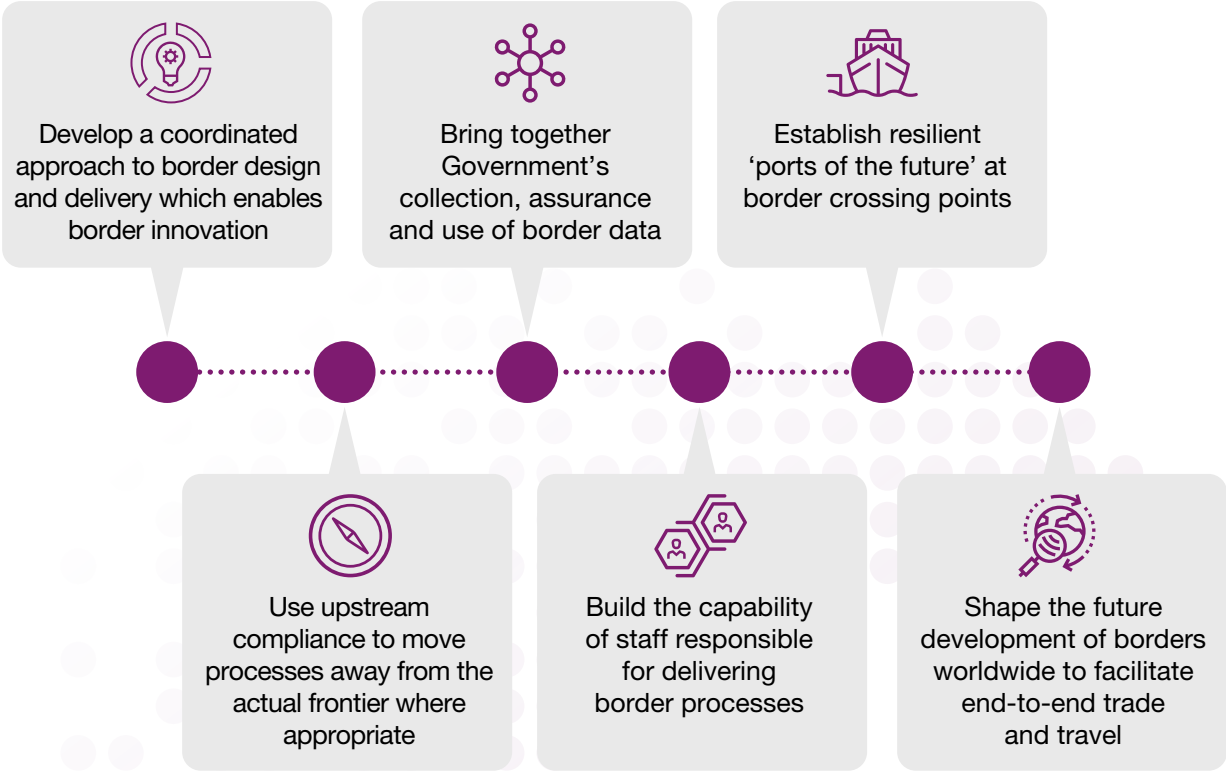 Develop a coordinated
approach to border design
and delivery which enables
border innovation
Bring together
Government’s
collection, assurance
and use of border data
Establish resilient
‘ports of the future’ at
border crossing points
Use upstream
compliance to move
processes away from the
actual frontier where
appropriate
Build the capability
of staff responsible
for delivering
border processes
Shape the future
development of borders
worldwide to facilitate
end-to-end trade
and travel